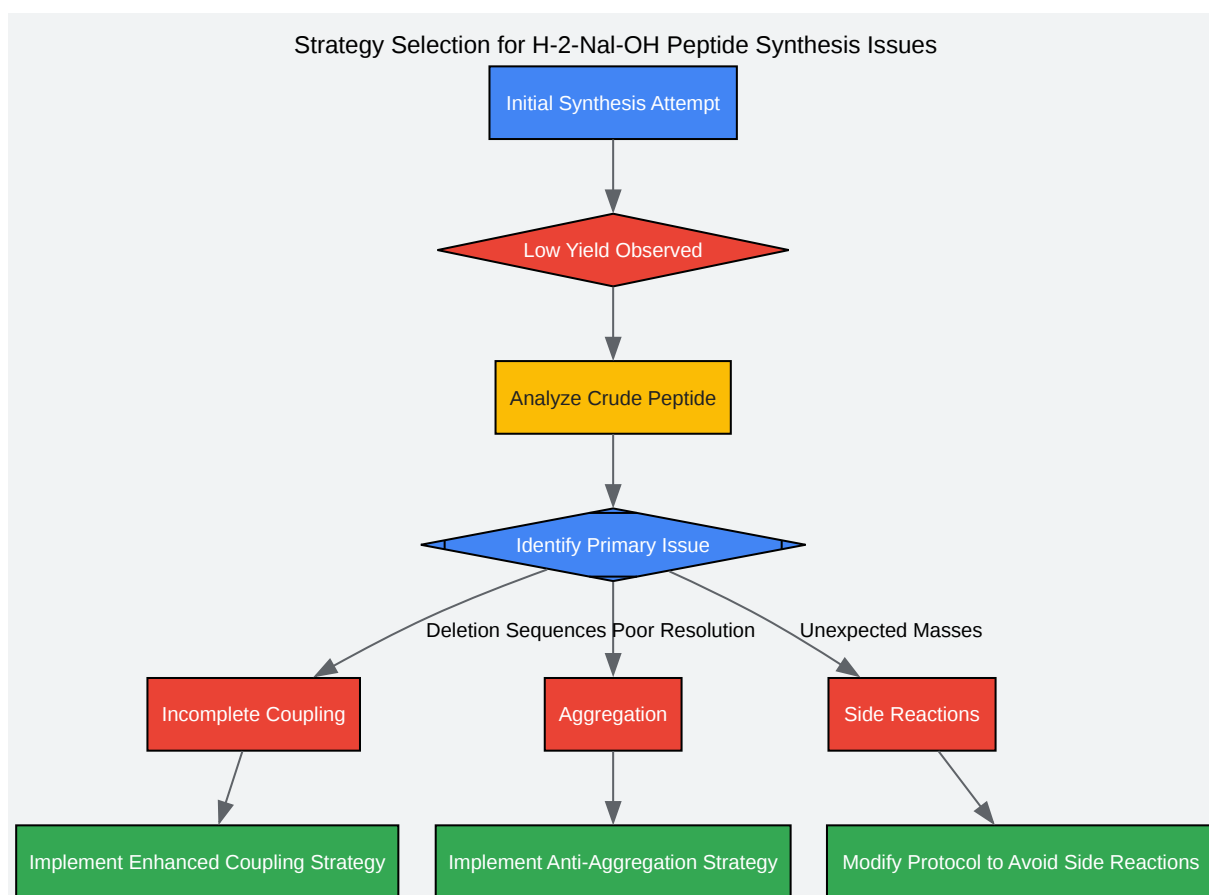 Strategy Selection for H-2-Nal-OH Peptide Synthesis Issues
Initial Synthesis Attempt
Low Yield Observed
Analyze Crude Peptide
Identify Primary Issue
Deletion Sequences
Poor Resolution
Unexpected Masses
Incomplete Coupling
Aggregation
Side Reactions
Implement Enhanced Coupling Strategy
Implement Anti-Aggregation Strategy
Modify Protocol to Avoid Side Reactions